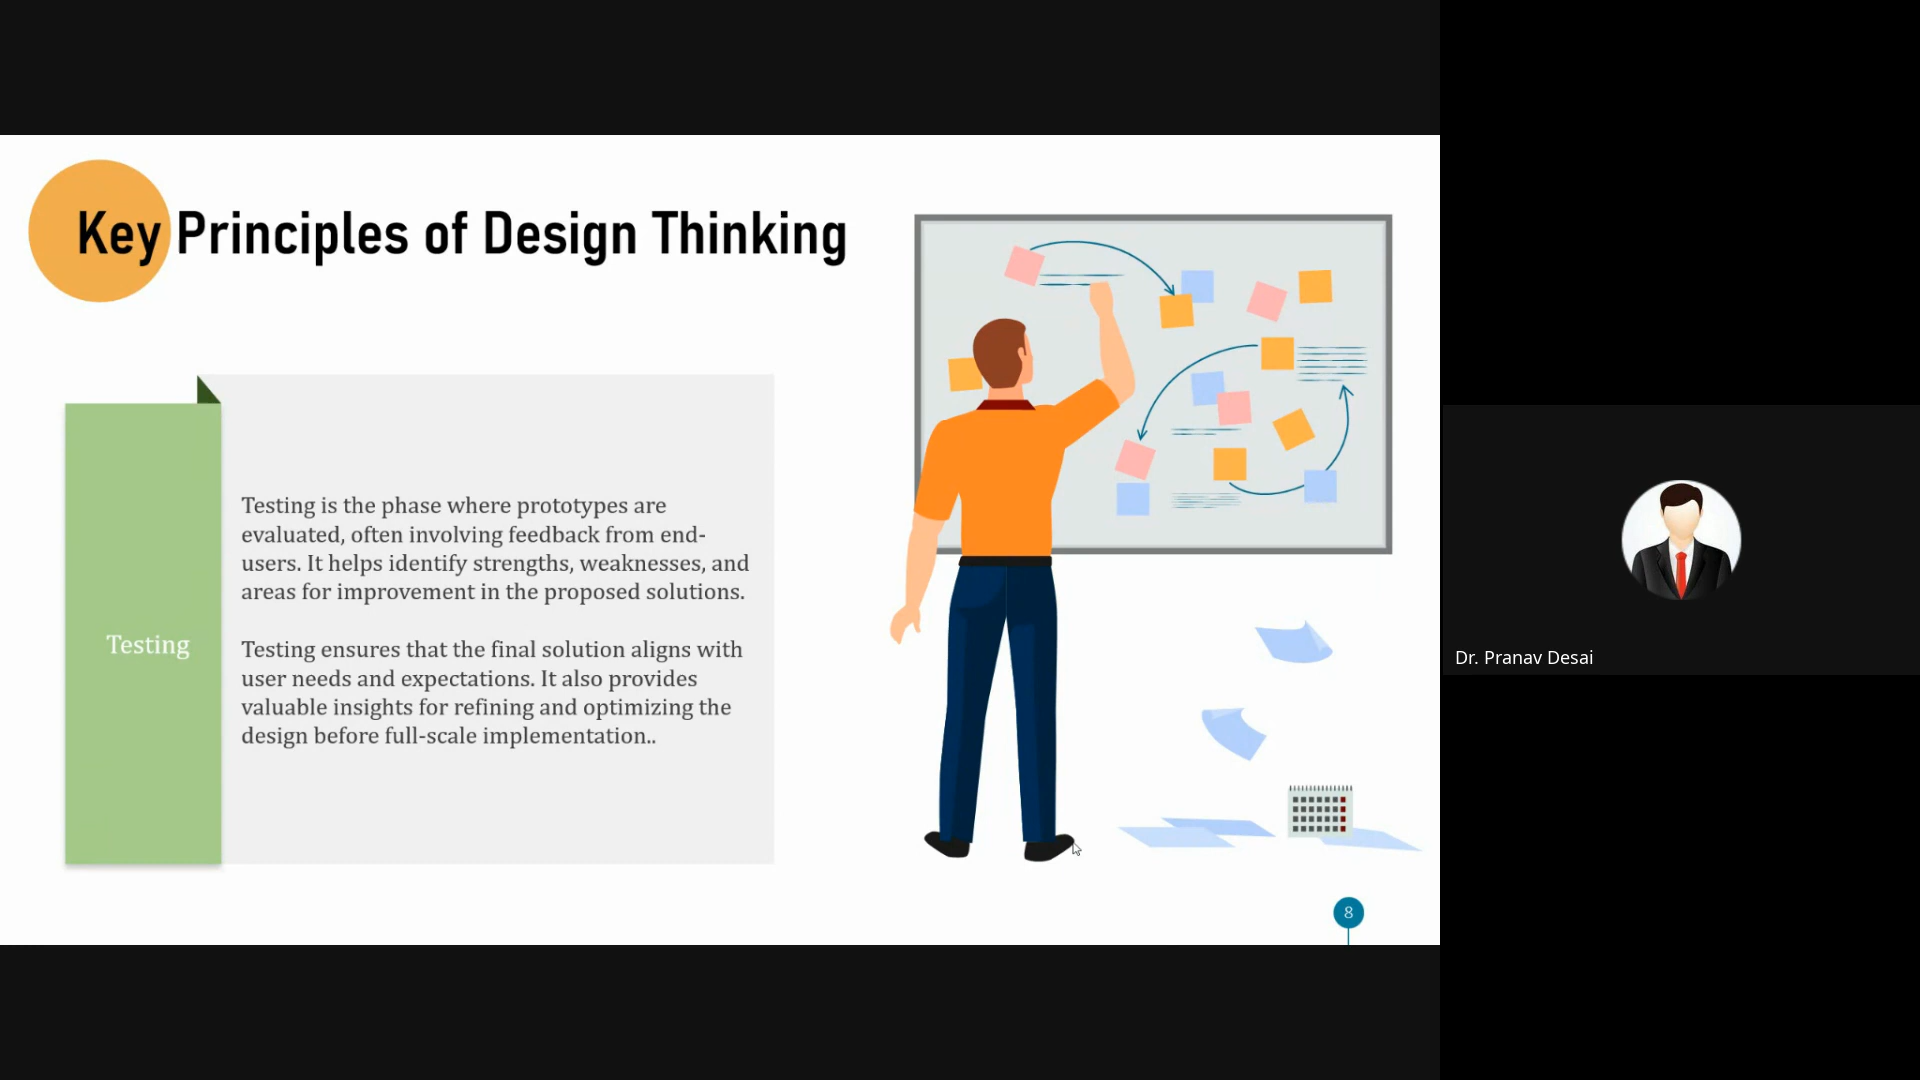 Key Principles of Design Thinking
Testing
Testing is the phase where prototypes are
evaluated, often involving feedback from end-
users. It helps identify strengths, weaknesses, and
areas for improvement in the proposed solutions.
Testing ensures that the final solution aligns with
user needs and expectations. It also provides
valuable insights for refining and optimizing the
design before full-scale implementation..
8
Dr. Pranav Desai